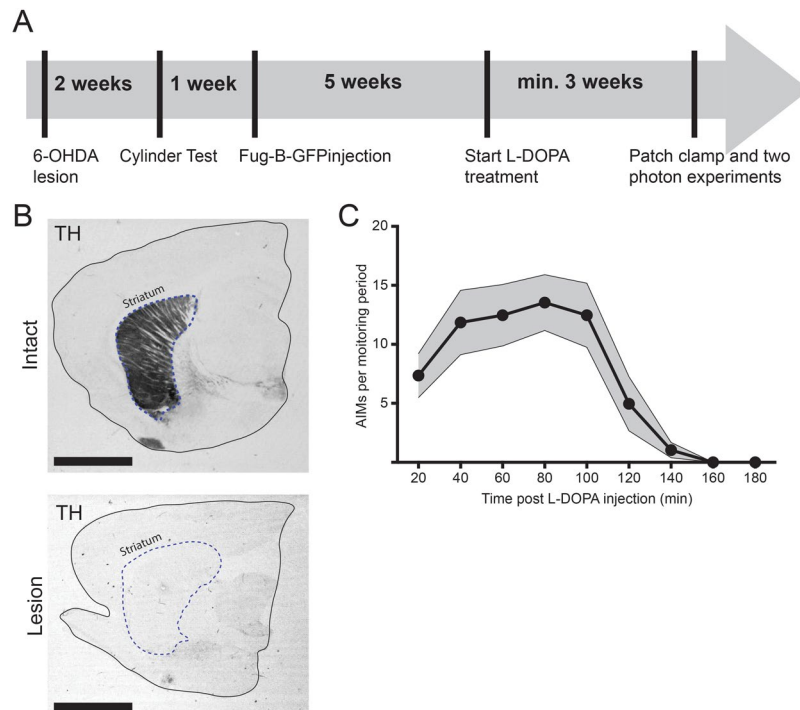 A
2 weeks
1 week
5 weeks
min. 3 weeks
6-OHDA
lesion
Cylinder Test
Fug-B-GFPinjection
Start L-DOPA
treatment
Patch clamp and two
photon experiments
B
TH
Striatum
Intact
TH
Striatum
Lesion
C
AIMs per moitoring period
20
15
10
5
20 40 60 80 100 120 140 160 180
Time post L-DOPA injection (min)